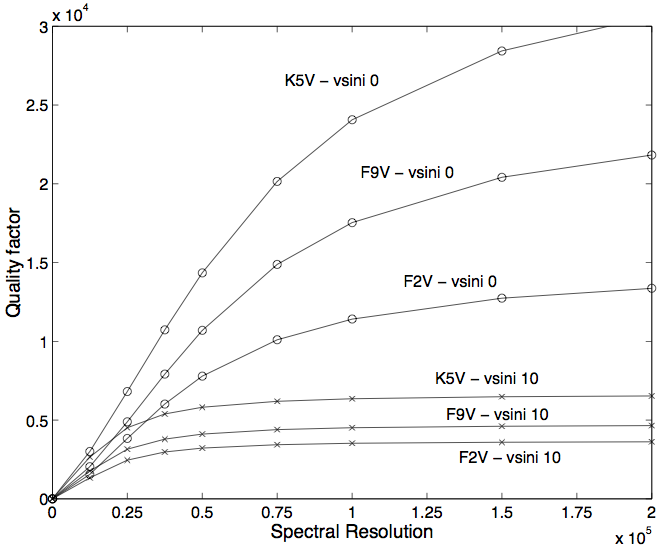 x 10^4
3
2.5
2
1.5
1
0.5
0
K5V – vsini 0
F9V – vsini 0
F2V – vsini 0
K5V – vsini 10
F9V – vsini 10
F2V – vsini 10
Quality factor
0 0.25 0.5 0.75 1 1.25 1.5 1.75 2
Spectral Resolution
x 10^5